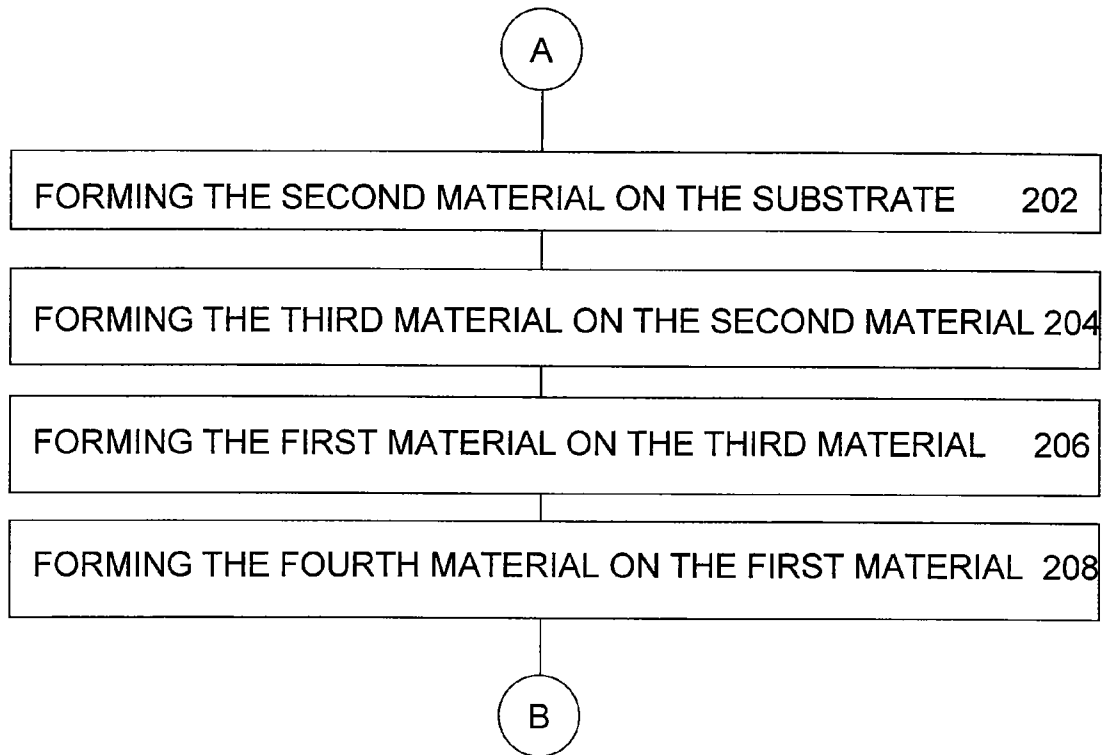 A
FORMING THE SECOND MATERIAL ON THE SUBSTRATE 202
FORMING THE THIRD MATERIAL ON THE SECOND MATERIAL 204
FORMING THE FIRST MATERIAL ON THE THIRD MATERIAL 206
FORMING THE FOURTH MATERIAL ON THE FIRST MATERIAL 208
B